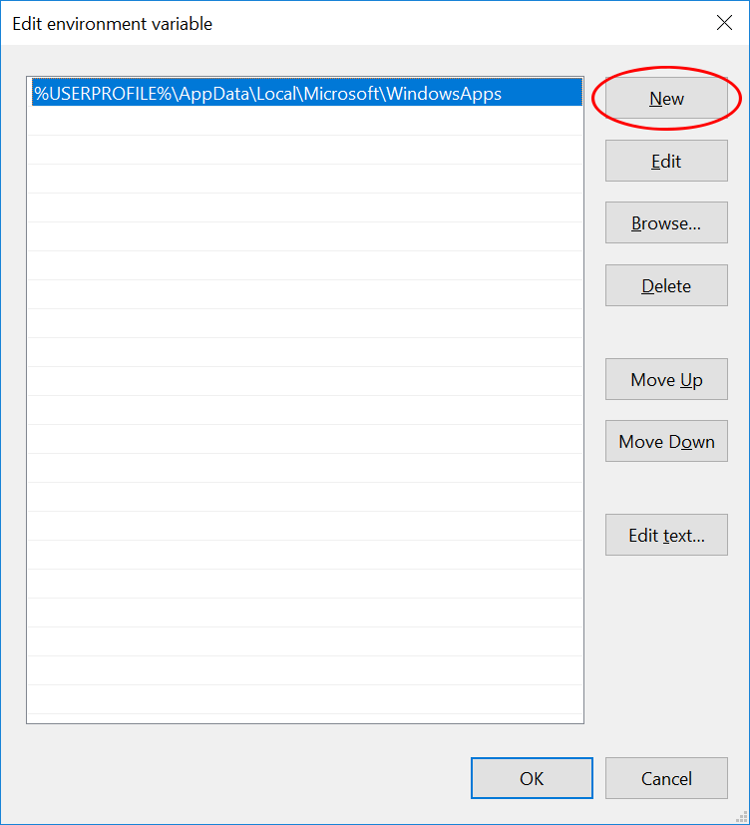 Edit environment variable
%USERPROFILE%\AppData\Local\Microsoft\WindowsApps
New
Edit
Browse...
Delete
Move Up
Move Down
Edit text...
OK
Cancel